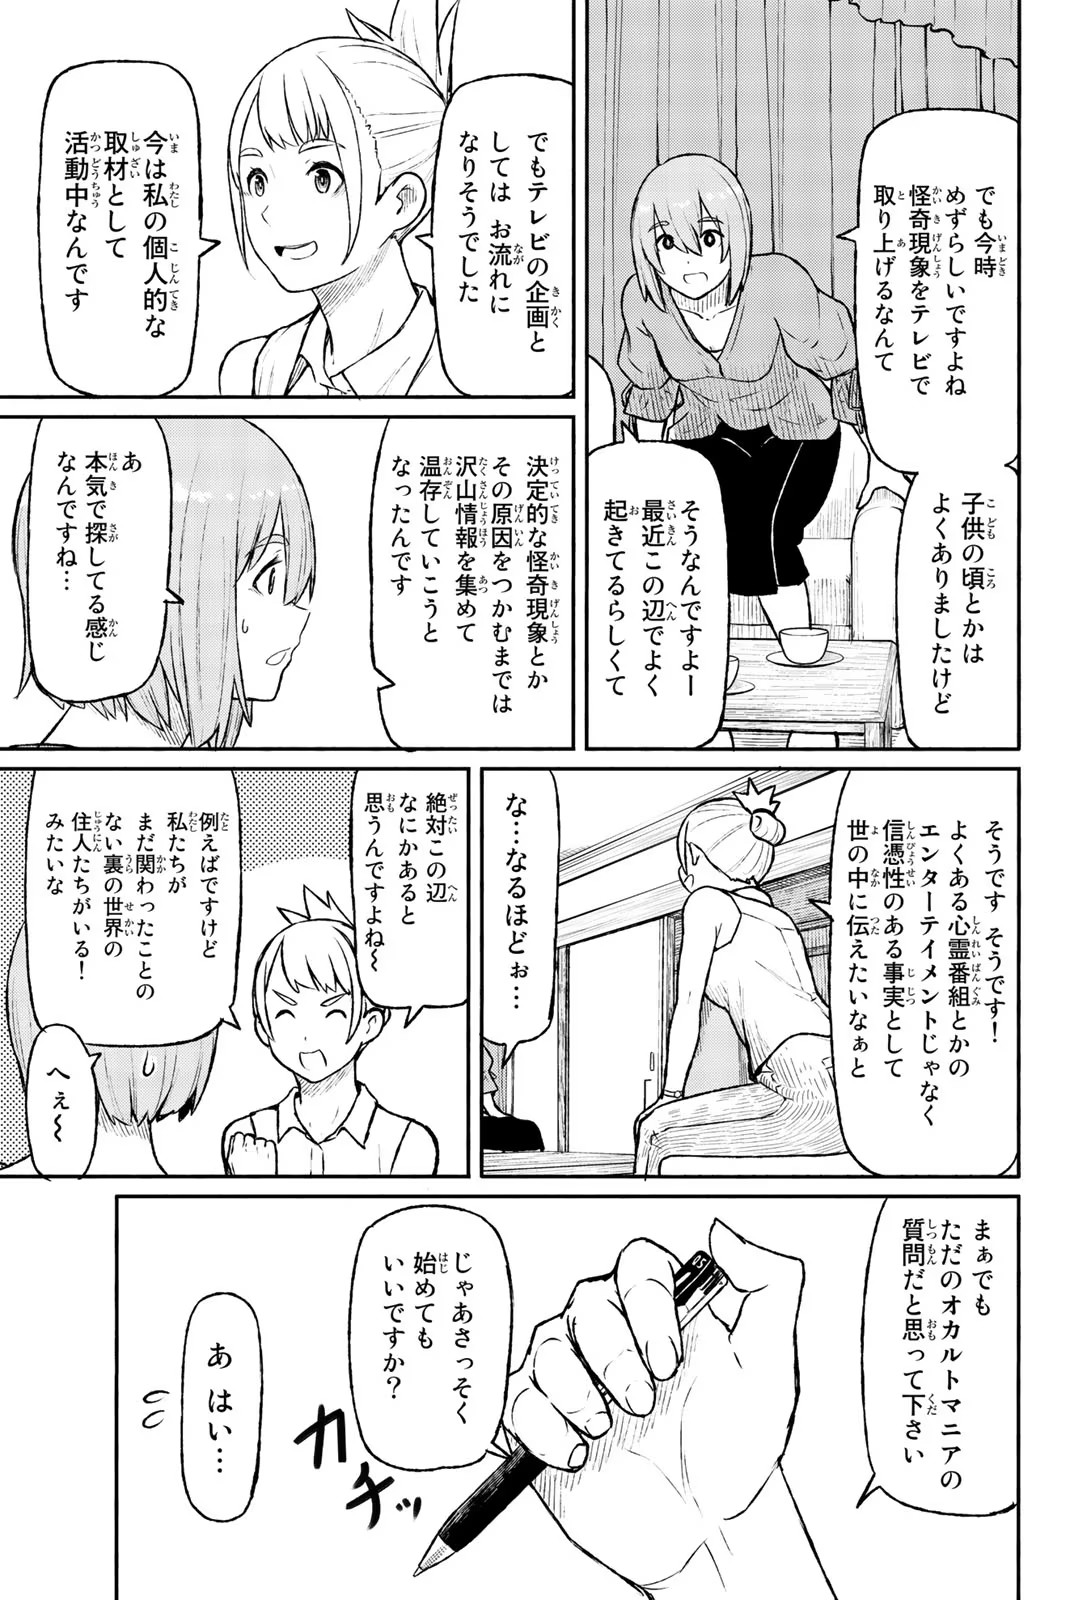 でも今時
めずらしいですよね
怪奇現象をテレビで
取り上げるなんて
子供の頃とかは
よくありましたけど
そうなんですよー
最近この辺でよく
起きてるらしくて
でもテレビの企画と
しては お流れに
なりそうでした
今は私の個人的な
取材として
活動中なんです
決定的な怪奇現象とか
その原因をつかむまでは
沢山情報を集めて
温存していこうと
なったんです
あ
本気で探してる感じ
なんですね…
そうです そうです!
よくある心霊番組とかの
エンターテイメントじゃなく
信憑性のある事実として
世の中に伝えたいなぁと
な…なるほどぉ…
絶対この辺
なにかあると
思うんですよね〜
例えばですけど
私たちが
まだ関わったことの
ない裏の世界の
住人たちがいる!
みたいな
へぇ〜
まぁでも
ただのオカルトマニアの
質問だと思って下さい
じゃあさっそく
始めても
いいですか?
カチッ
0.5
あ はい…